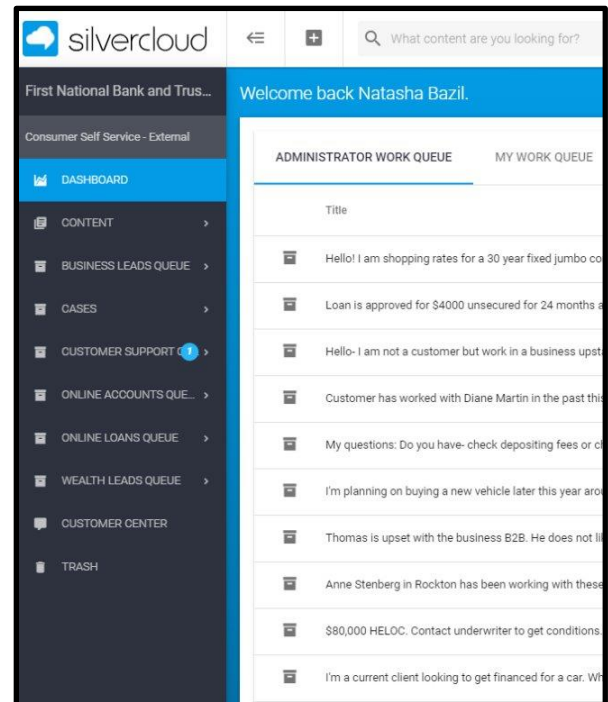 silvercloud
What content are you looking for?
First National Bank and Trus...
Welcome back Natasha Bazil.
Consumer Self Service - External
DASHBOARD
CONTENT
BUSINESS LEADS QUEUE
CASES
CUSTOMER SUPPORT
1
ONLINE ACCOUNTS QUE...
ONLINE LOANS QUEUE
WEALTH LEADS QUEUE
CUSTOMER CENTER
TRASH
ADMINISTRATOR WORK QUEUE MY WORK QUEUE
Title
Hello! I am shopping rates for a 30 year fixed jumbo co
Loan is approved for $4000 unsecured for 24 months a
Hello- I am not a customer but work in a business upst
Customer has worked with Diane Martin in the past this
My questions: Do you have- check depositing fees or cl
I'm planning on buying a new vehicle later this year arou
Thomas is upset with the business B2B. He does not li
Anne Stenberg in Rockton has been working with these
$80,000 HELOC. Contact underwriter to get conditions.
I'm a current client looking to get financed for a car. Wh